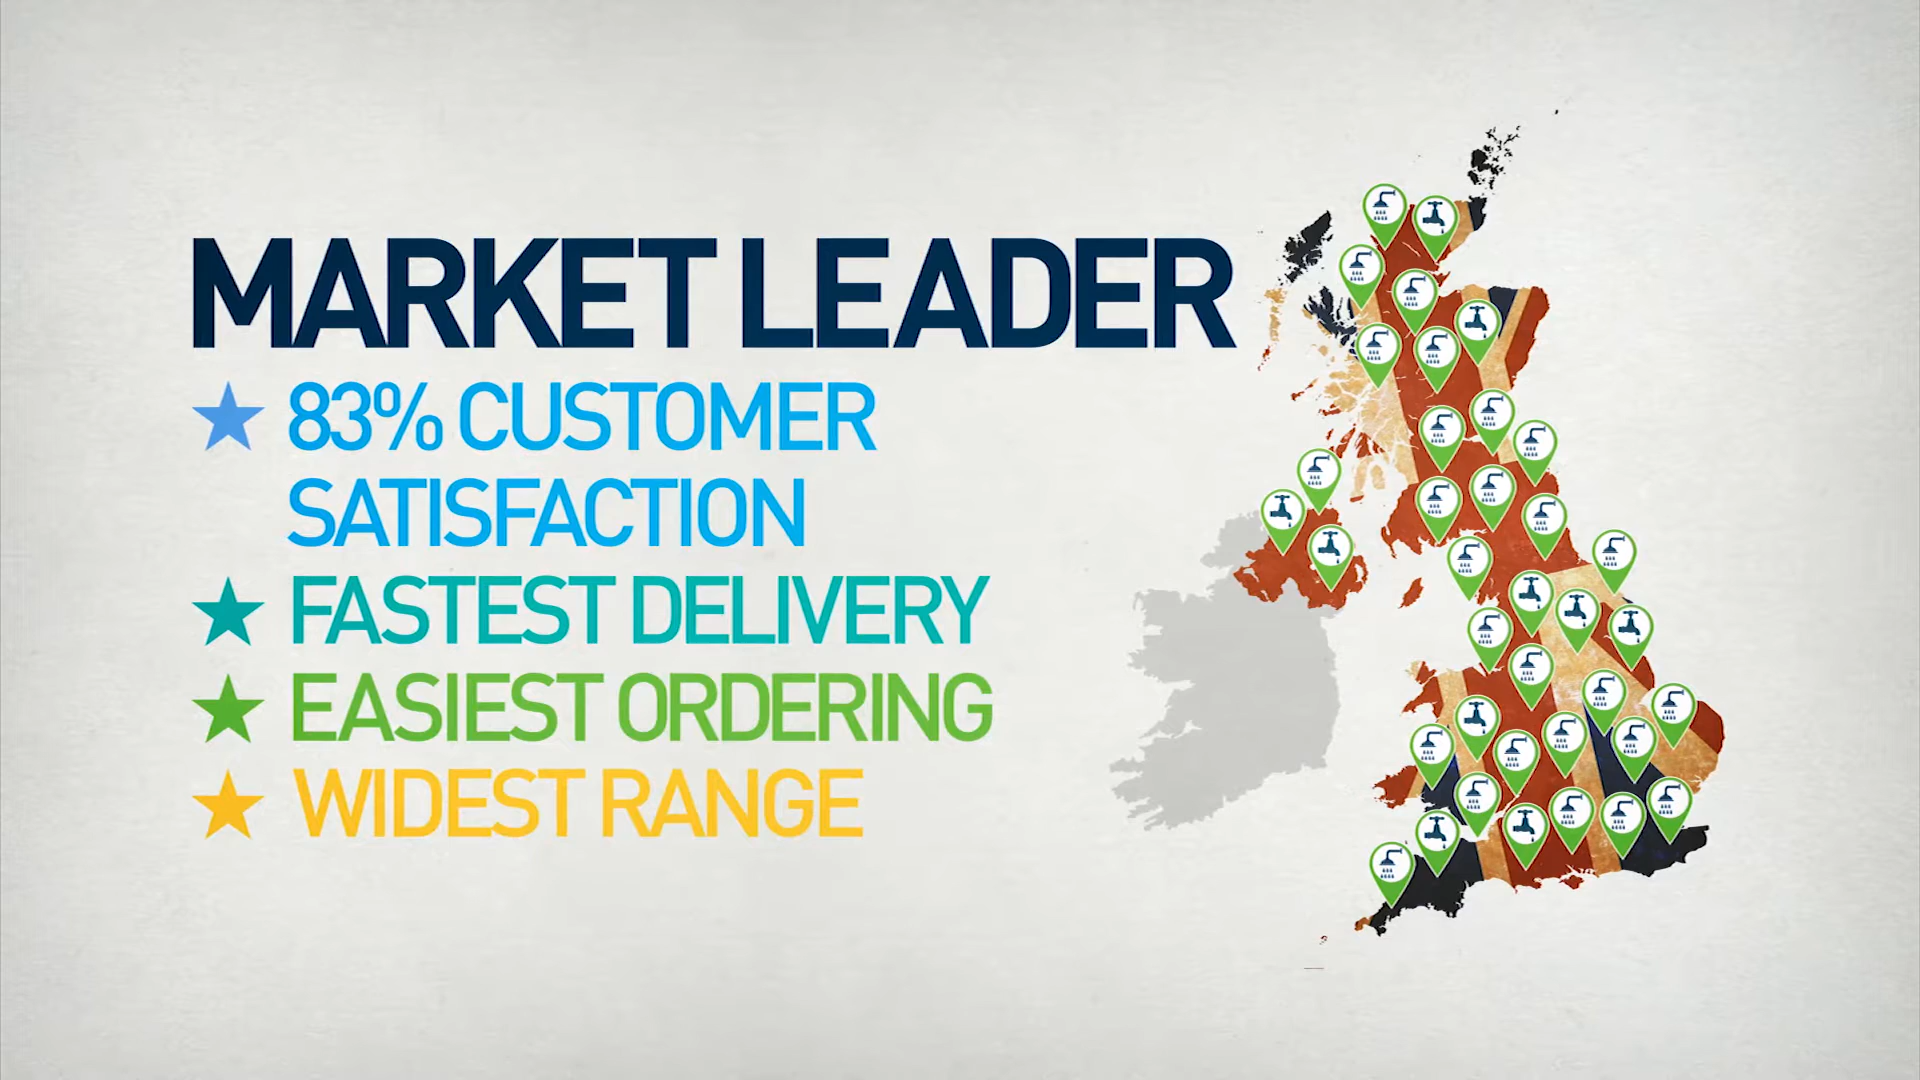 MARKET LEADER
83% CUSTOMER
SATISFACTION
FASTEST DELIVERY
EASIEST ORDERING
WIDEST RANGE